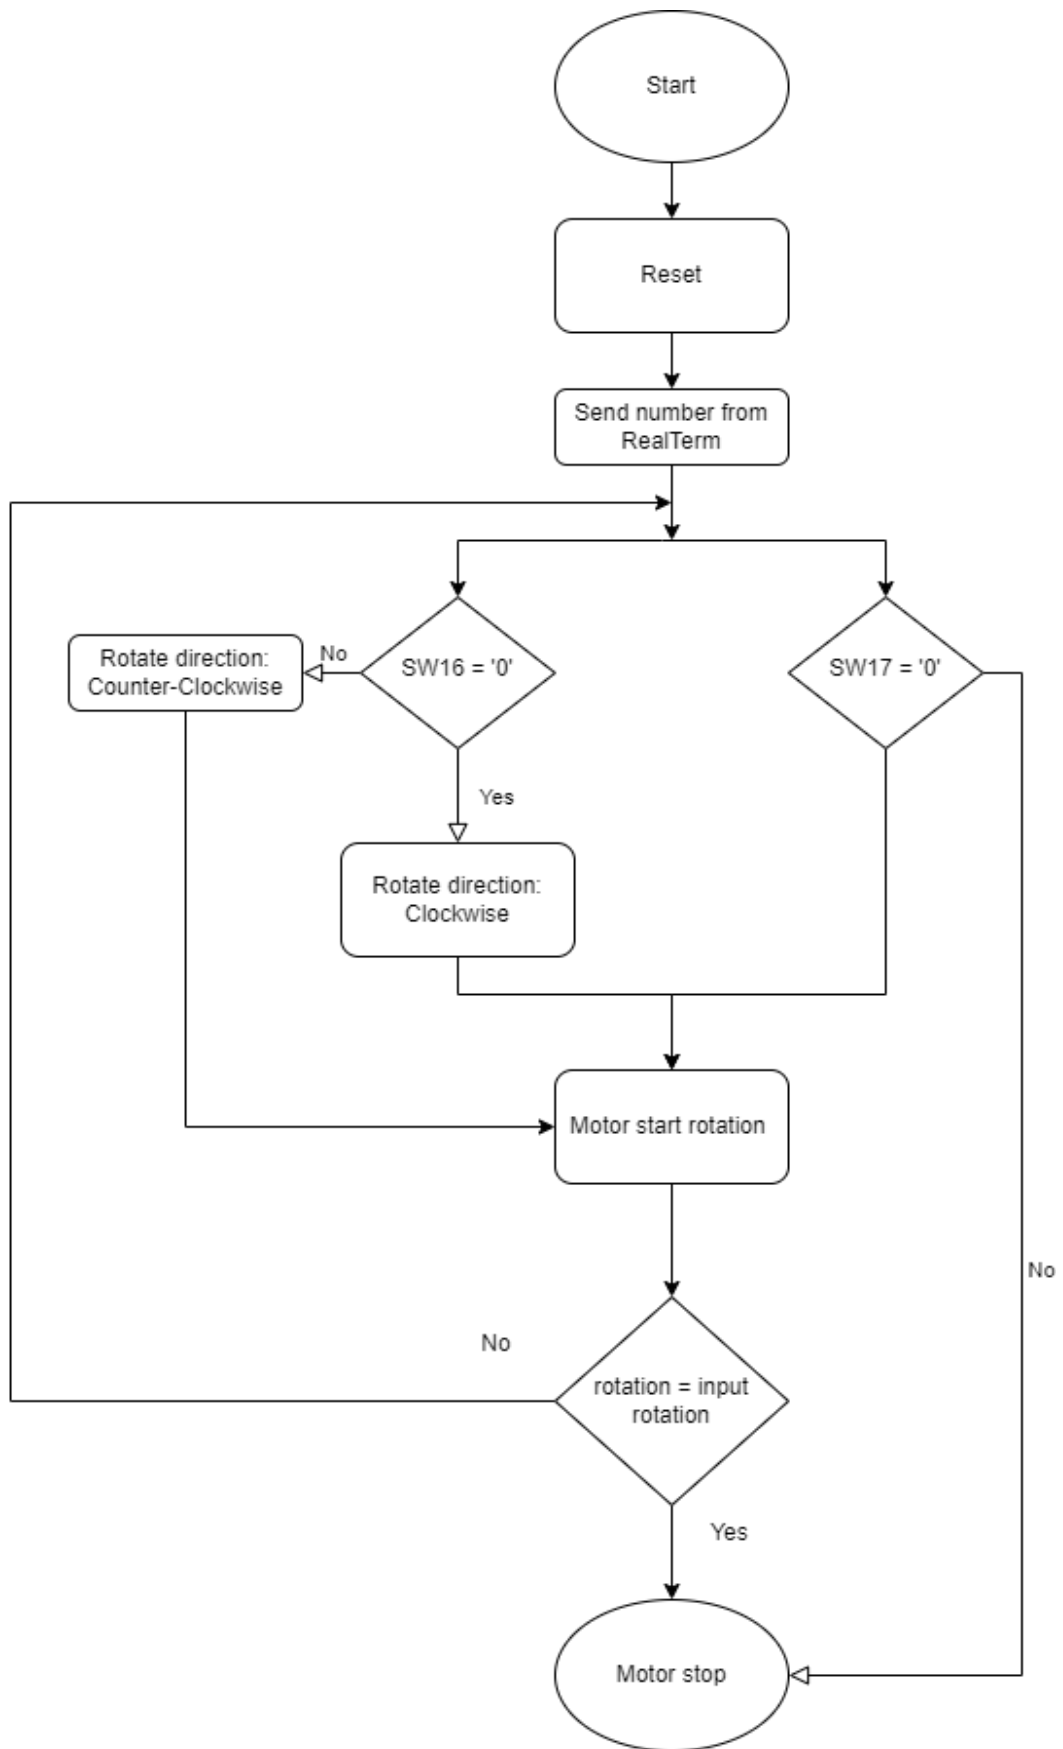 Start
Reset
Send number from
RealTerm
SW16 = '0'
SW17 = '0'
No
Rotate direction:
Counter-Clockwise
Yes
Rotate direction:
Clockwise
Motor start rotation
No
No
rotation = input
rotation
Yes
Motor stop